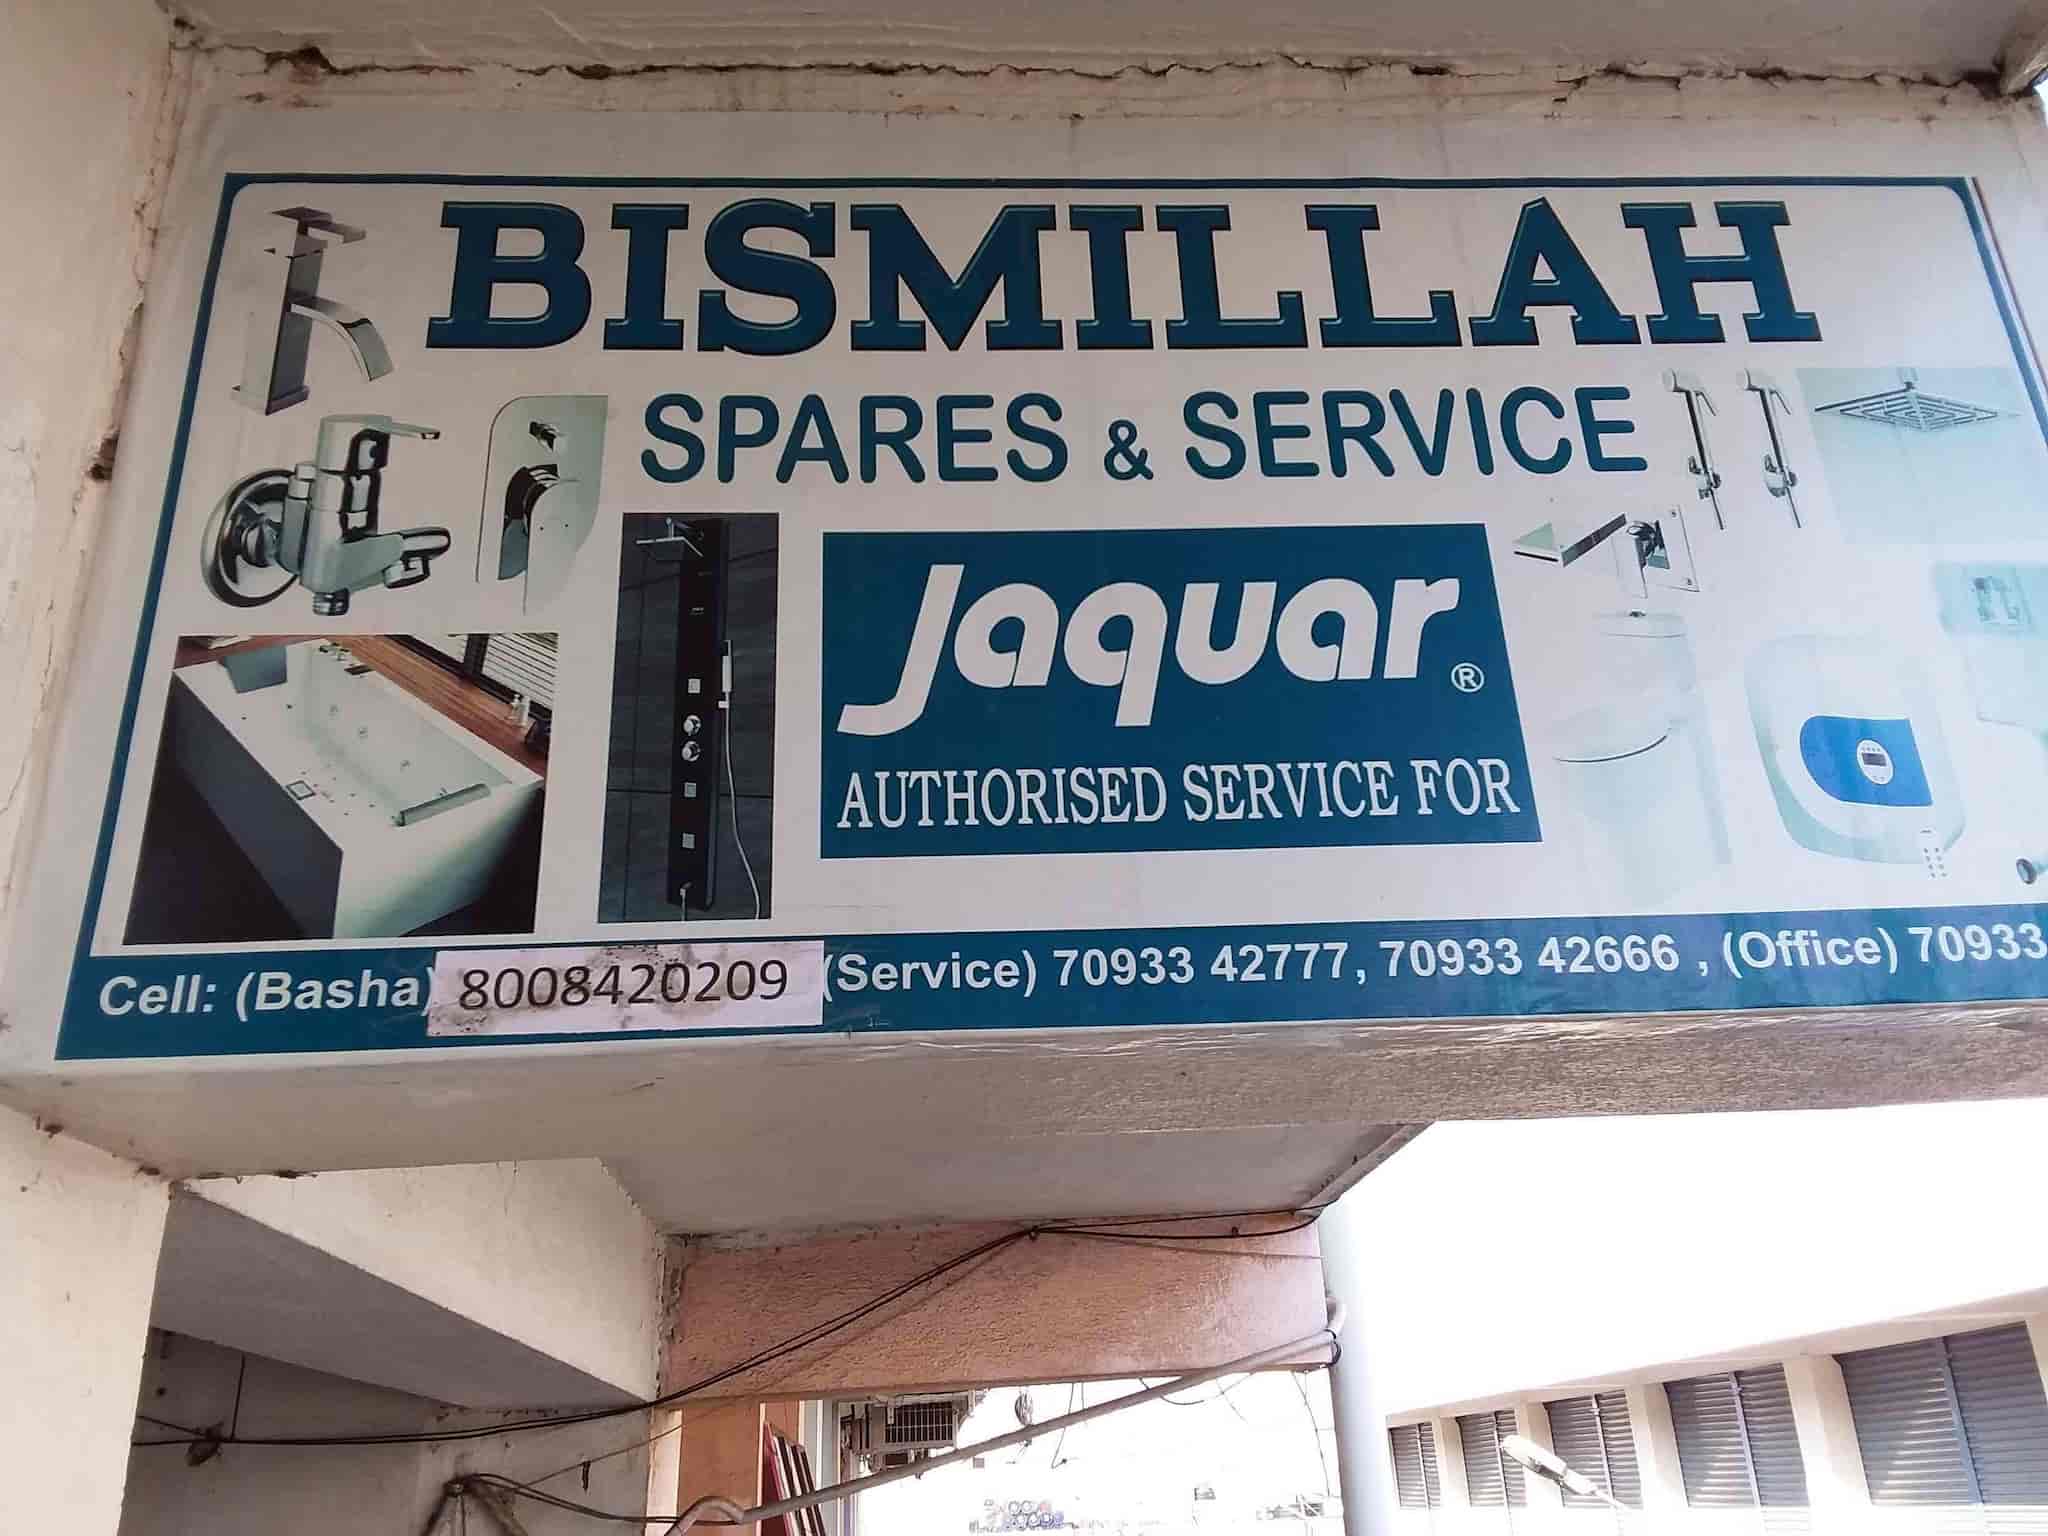 BISMILLAH
SPARES & SERVICE
Jaquar®
AUTHORISED SERVICE FOR
Cell: (Basha) 8008420209 (Service) 70933 42777, 70933 42666 , (Office) 70933